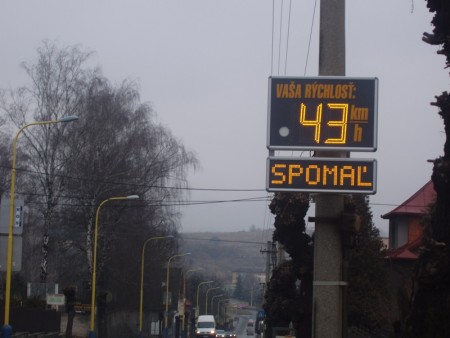 VAŠA RÝCHLOSŤ:
43 km
h
SPOMAĽ